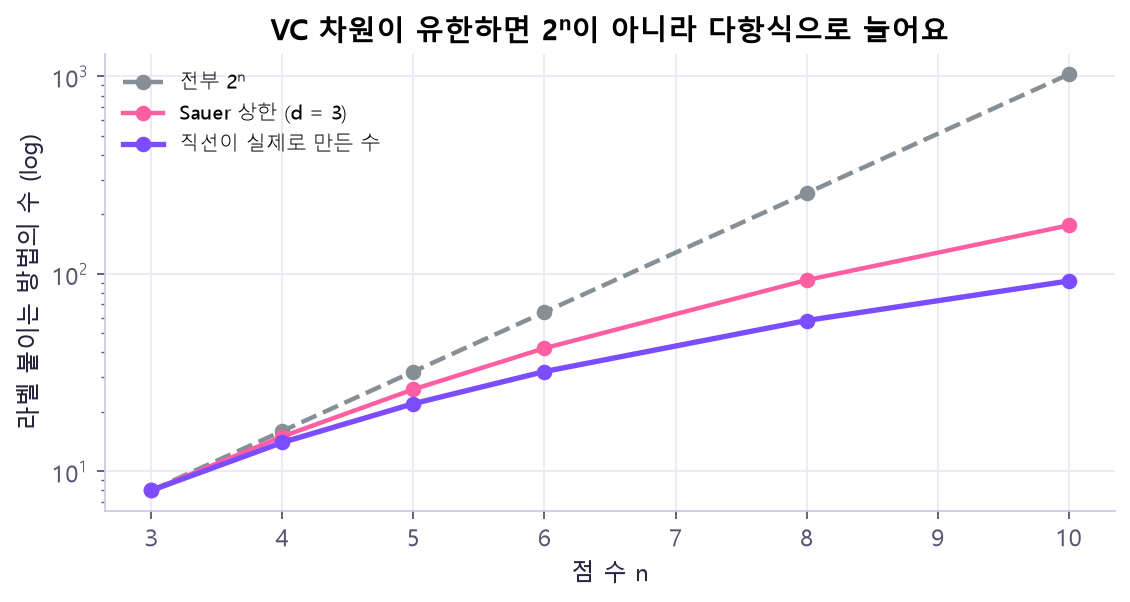 VC 차원이 유한하면 2ⁿ이 아니라 다항식으로 늘어요
전부 2ⁿ
Sauer 상한 (d = 3)
직선이 실제로 만든 수
라벨 붙이는 방법의 수 (log)
10³
10²
10¹
3 4 5 6 7 8 9 10
점 수 n